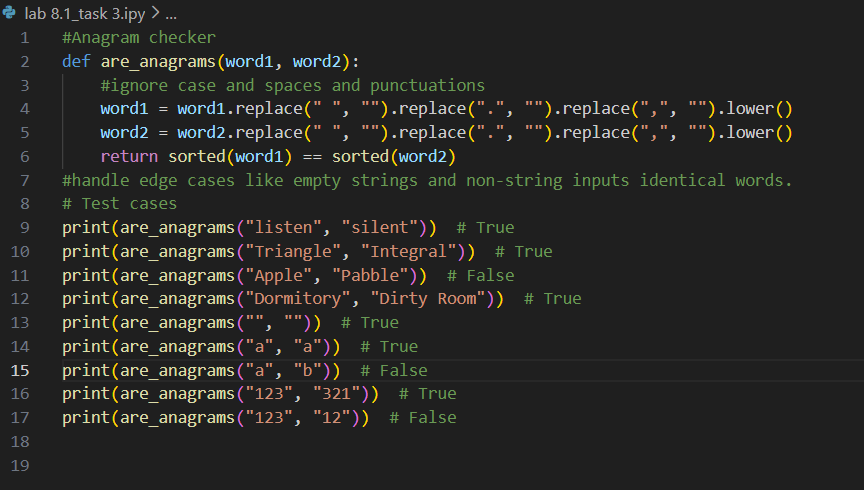 lab 8.1_task 3.ipy > ...
1 #Anagram checker
2 def are_anagrams(word1, word2):
3     #ignore case and spaces and punctuations
4     word1 = word1.replace(" ", "").replace(".", "").replace(",", "").lower()
5     word2 = word2.replace(" ", "").replace(".", "").replace(",", "").lower()
6     return sorted(word1) == sorted(word2)
7 #handle edge cases like empty strings and non-string inputs identical words.
8 # Test cases
9 print(are_anagrams("listen", "silent"))  # True
10 print(are_anagrams("Triangle", "Integral"))  # True
11 print(are_anagrams("Apple", "Pabble"))  # False
12 print(are_anagrams("Dormitory", "Dirty Room"))  # True
13 print(are_anagrams("", ""))  # True
14 print(are_anagrams("a", "a"))  # True
15 print(are_anagrams("a", "b"))  # False
16 print(are_anagrams("123", "321"))  # True
17 print(are_anagrams("123", "12"))  # False
18
19